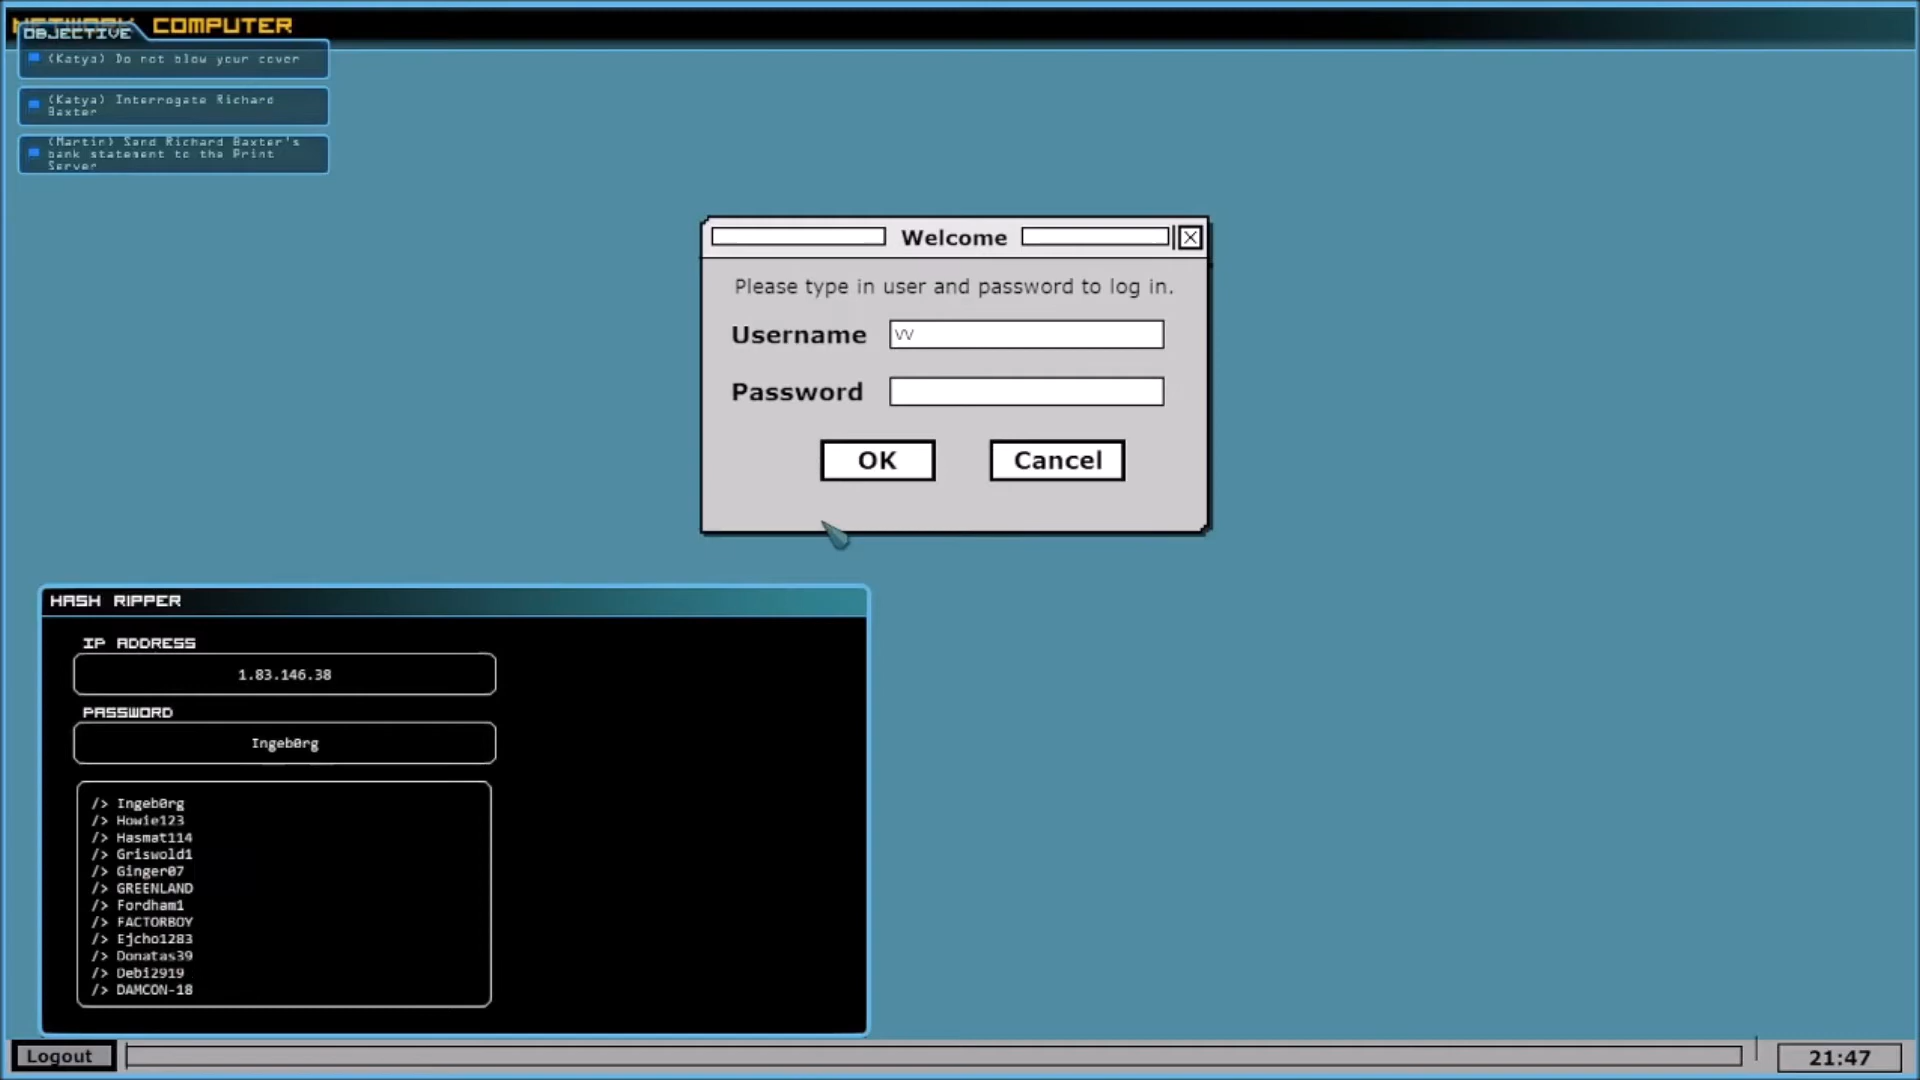 NETWORK COMPUTER
OBJECTIVE
(Katya) Do not blow your cover
(Katya) Interrogate Richard
Baxter
(Martin) Send Richard Baxter's
bank statement to the Print
Server
Welcome
Please type in user and password to log in.
Username vv
Password
OK Cancel
HASH RIPPER
IP ADDRESS
1.83.146.38
PASSWORD
Ingeb0rg
/> Ingeb0rg
/> Howie123
/> Hasmat114
/> Griswold1
/> Ginger07
/> GREENLAND
/> Fordham1
/> FACTORBOY
/> Ejcho1283
/> Donatas39
/> Debi2919
/> DAMCON-18
Logout
21:47